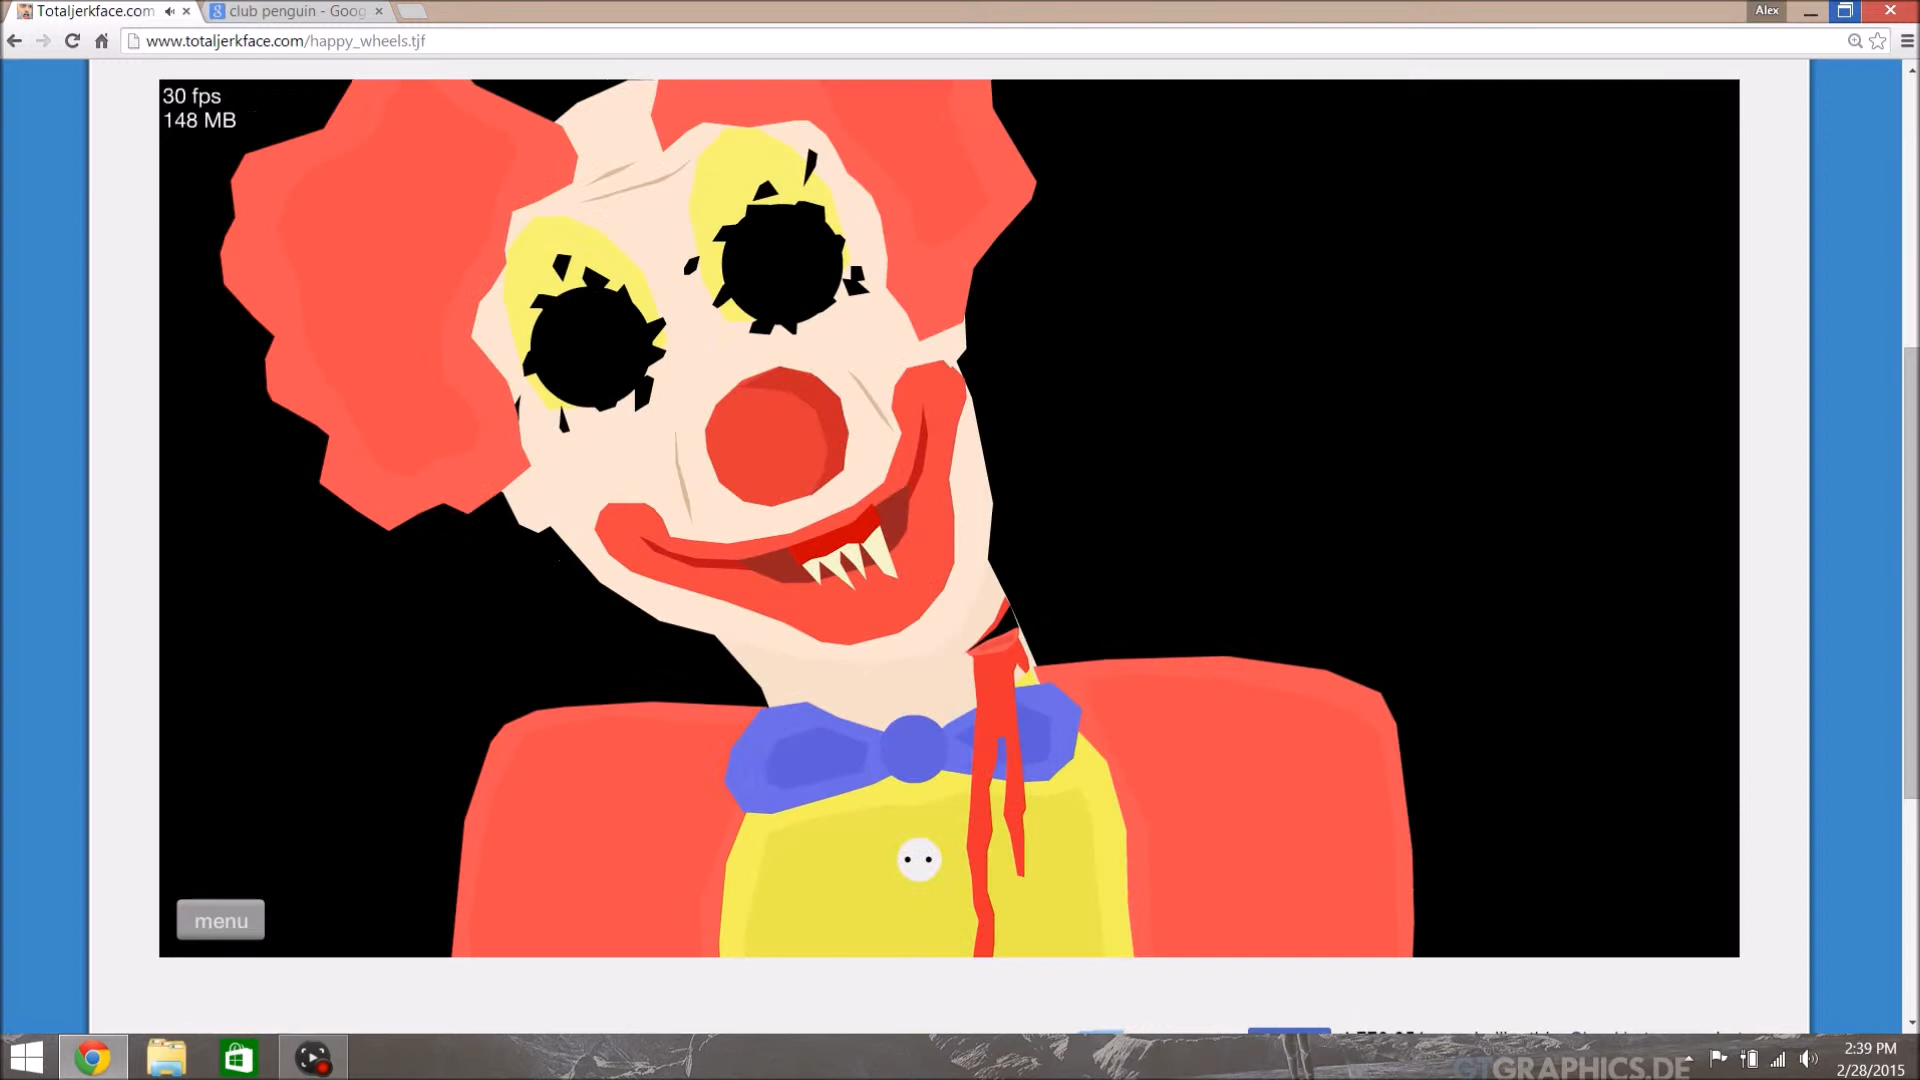 Totaljerkface.com
club penguin - Goog
Alex
www.totaljerkface.com/happy_wheels.tjf
30 fps
148 MB
menu
GTGRAPHICS.DE
2:39 PM
2/28/2015